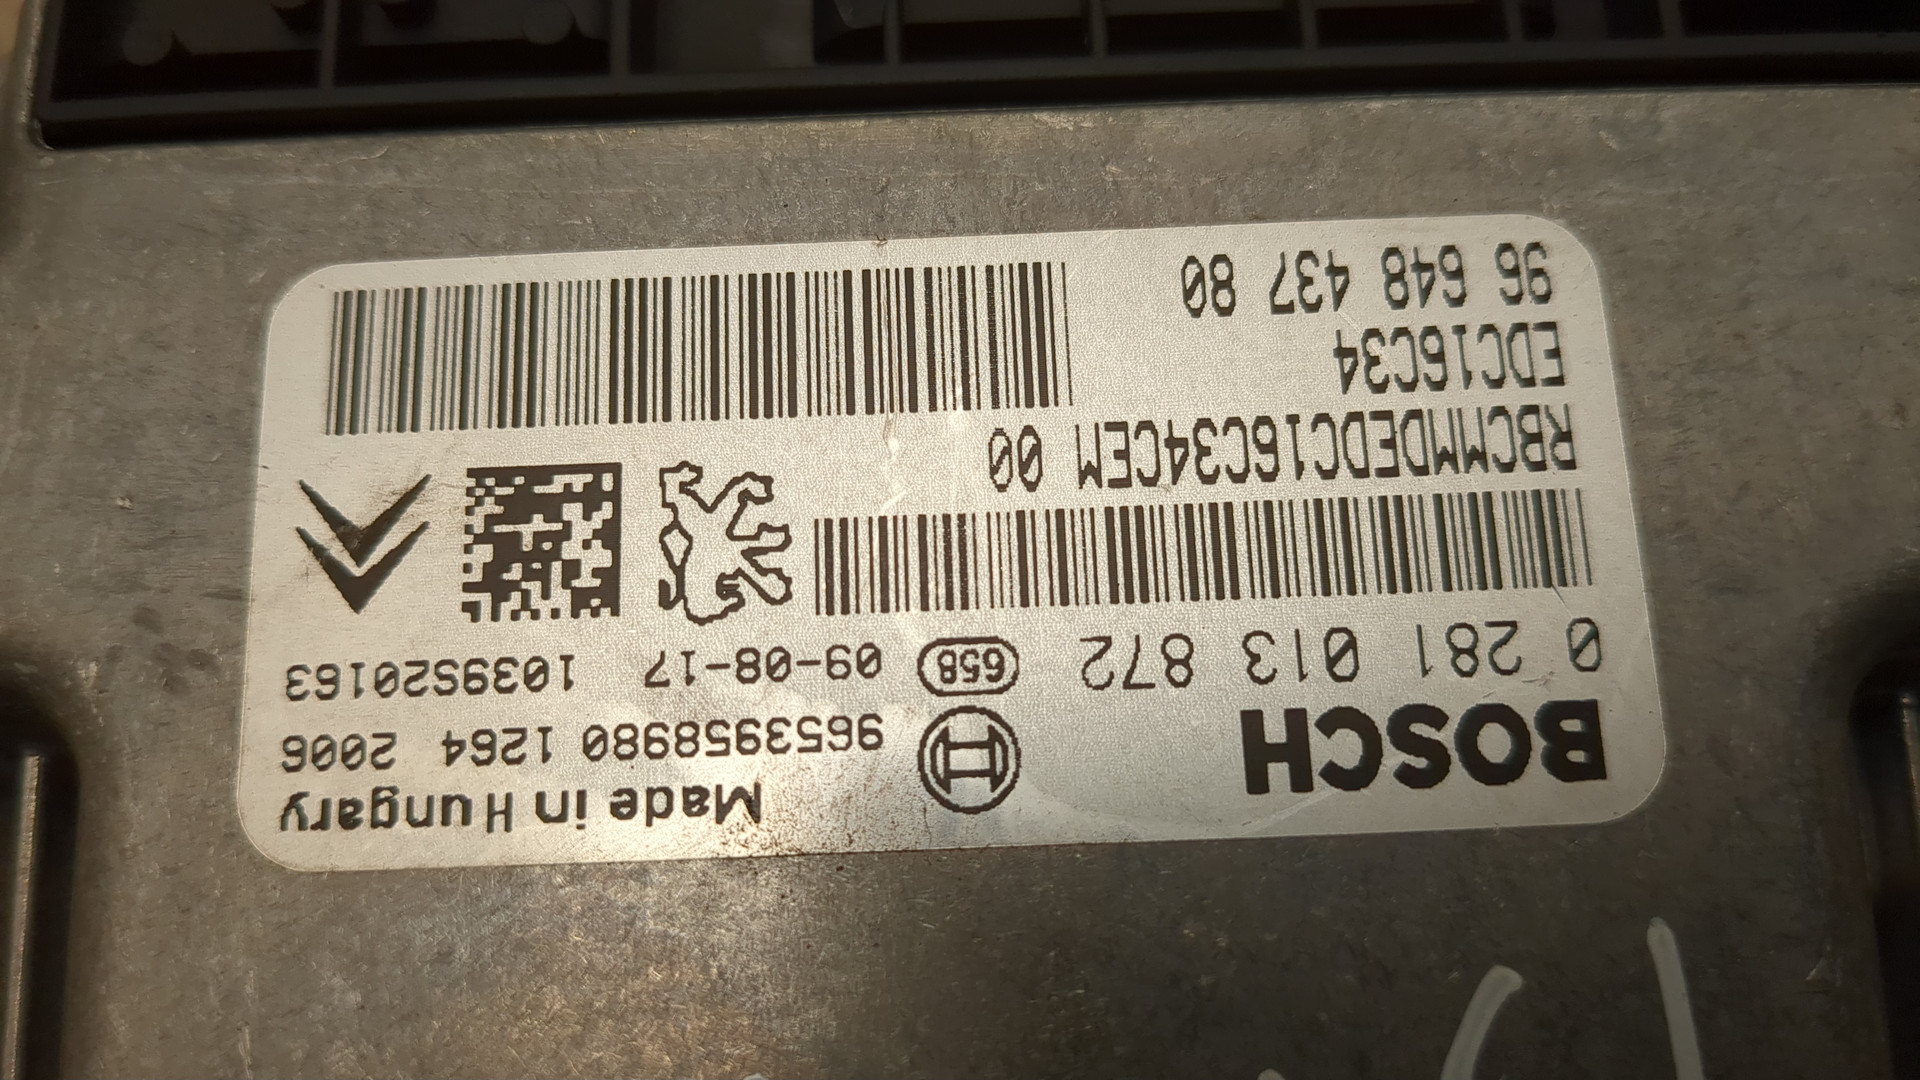 BOSCH
Made in Hungary
9653958980 1264 2006
0 281 013 872 658 09-08-17 1039S20163
RBCMMDEDC16C34CEM 00
EDC16C34
96 648 437 80